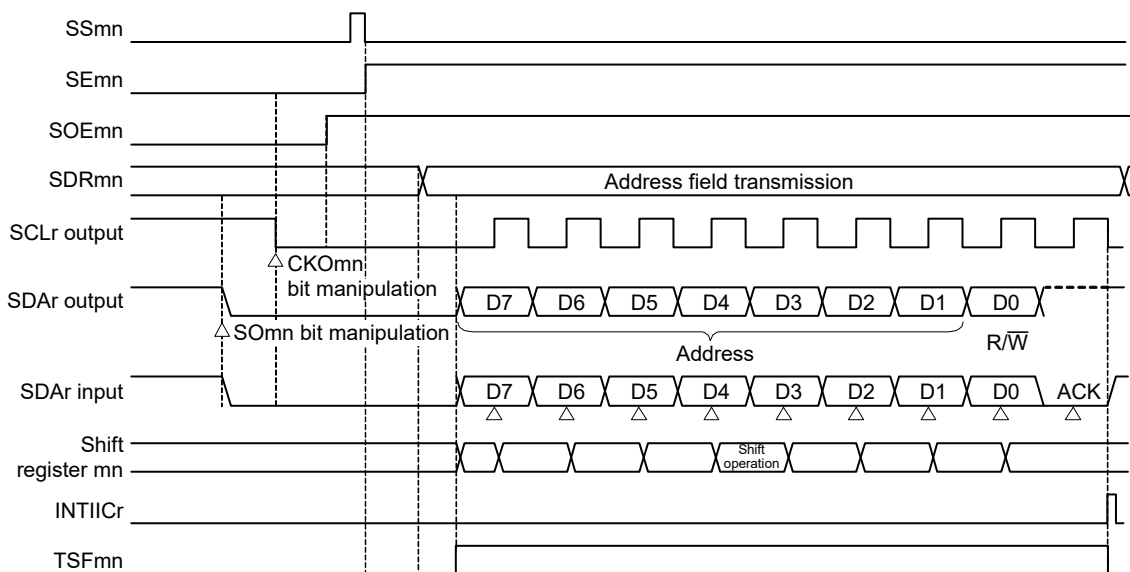 SSmn
SEmn
SOEmn
SDRmn
Address field transmission
SCLr output
CKOmn
bit manipulation
SDAr output
D7 D6 D5 D4 D3 D2 D1 D0
SOmn bit manipulation
Address
R/W̅
SDAr input
D7 D6 D5 D4 D3 D2 D1 D0 ACK
Shift
register mn
Shift
operation
INTIICr
TSFmn